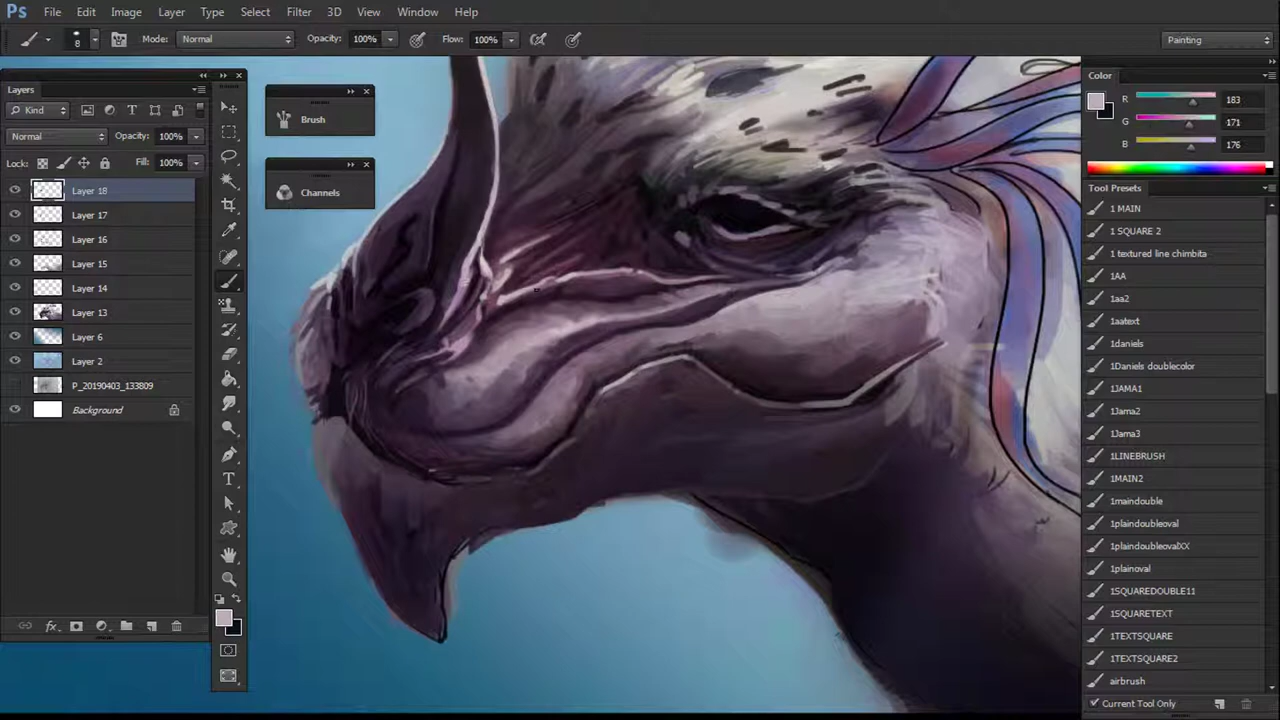 Ps File Edit Image Layer Type Select Filter 3D View Window Help
8 Mode: Normal Opacity: 100% Flow: 100% Painting
Layers
Kind
Normal Opacity: 100%
Lock: Fill: 100%
Layer 18
Layer 17
Layer 16
Layer 15
Layer 14
Layer 13
Layer 6
Layer 2
P_20190403_133809
Background
fx
T
Brush
Channels
Color
R 183
G 171
B 176
Tool Presets
1 MAIN
1 SQUARE 2
1 textured line chimbita
1AA
1aa2
1aatext
1daniels
1Daniels doublecolor
1JAMA1
1Jama2
1Jama3
1LINEBRUSH
1MAIN2
1maindouble
1plaindoubleoval
1plaindoubleovalXX
1plainoval
1SQUAREDOUBLE11
1SQUARETEXT
1TEXTSQUARE
1TEXTSQUARE2
airbrush
Current Tool Only